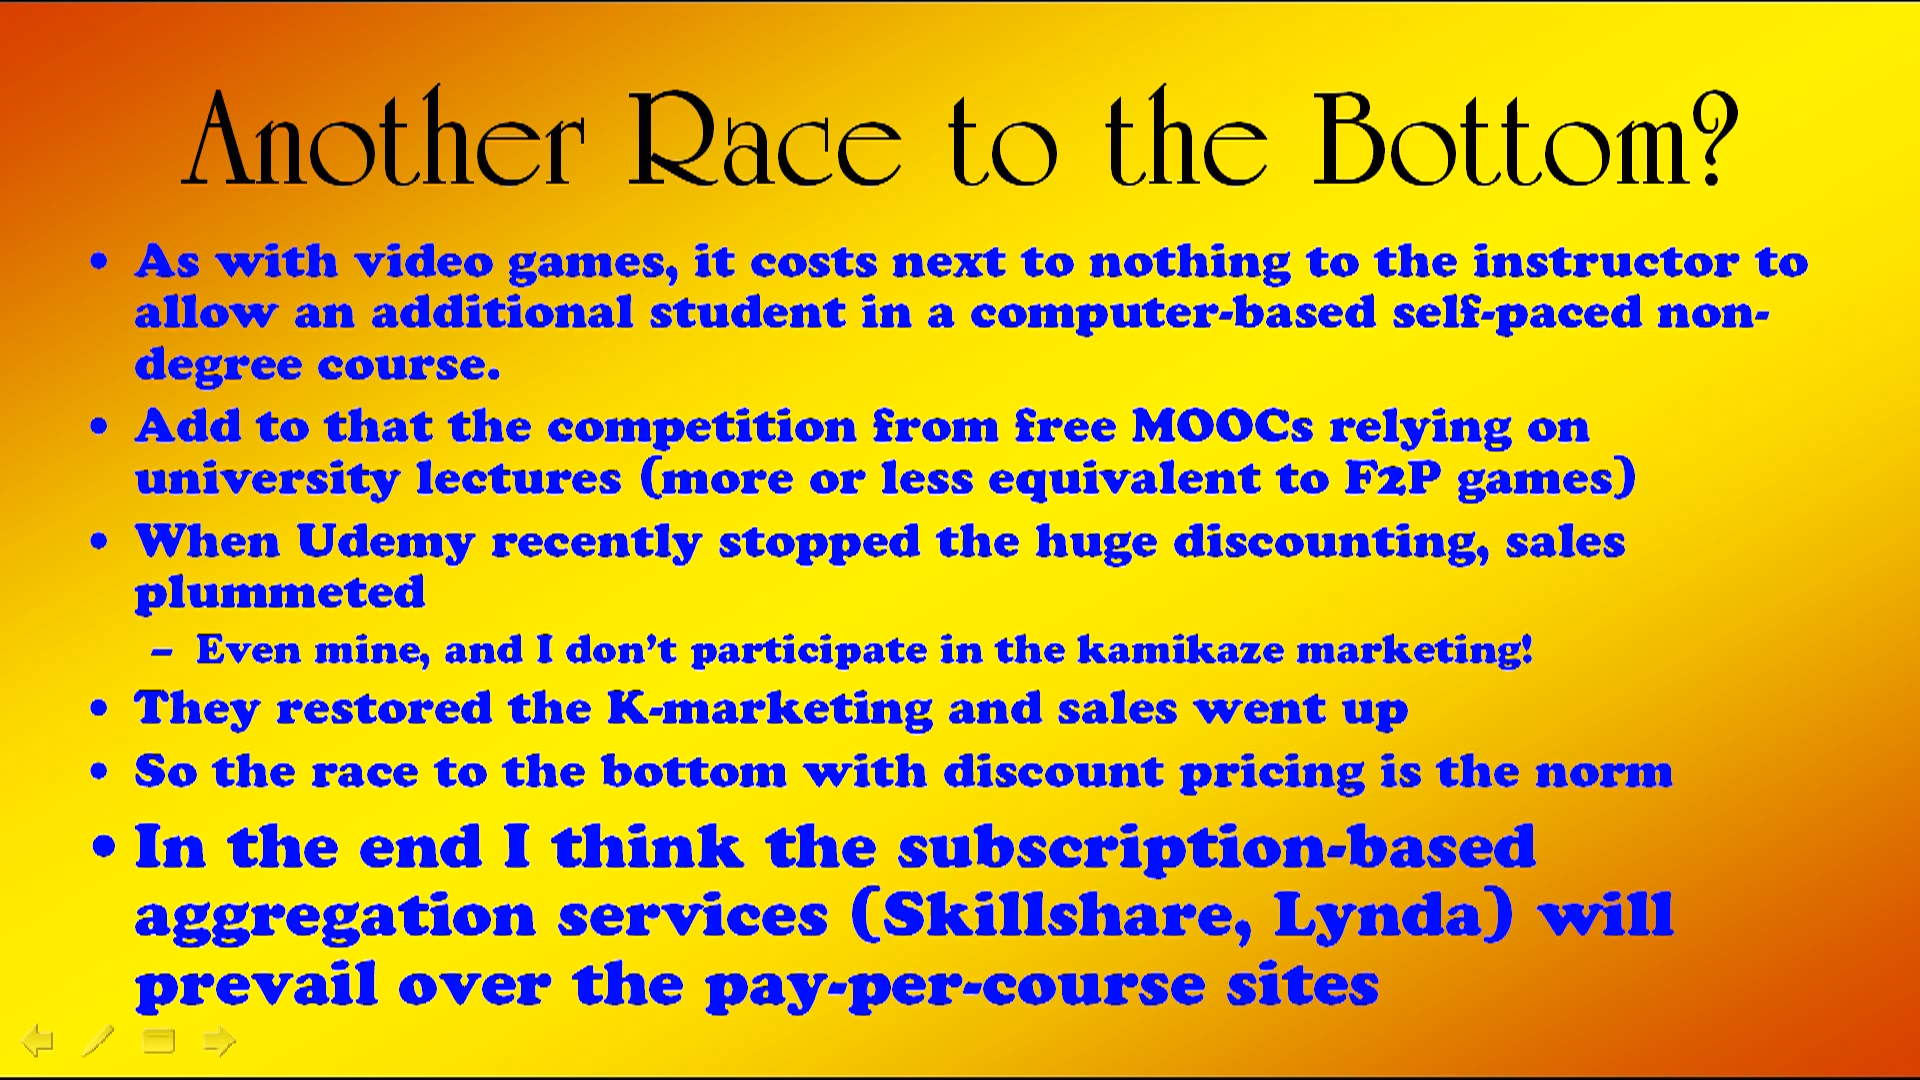 Another Race to the Bottom?
• As with video games, it costs next to nothing to the instructor to
allow an additional student in a computer-based self-paced non-
degree course.
• Add to that the competition from free MOOCs relying on
university lectures (more or less equivalent to F2P games)
• When Udemy recently stopped the huge discounting, sales
plummeted
– Even mine, and I don't participate in the kamikaze marketing!
• They restored the K-marketing and sales went up
• So the race to the bottom with discount pricing is the norm
• In the end I think the subscription-based
aggregation services (Skillshare, Lynda) will
prevail over the pay-per-course sites